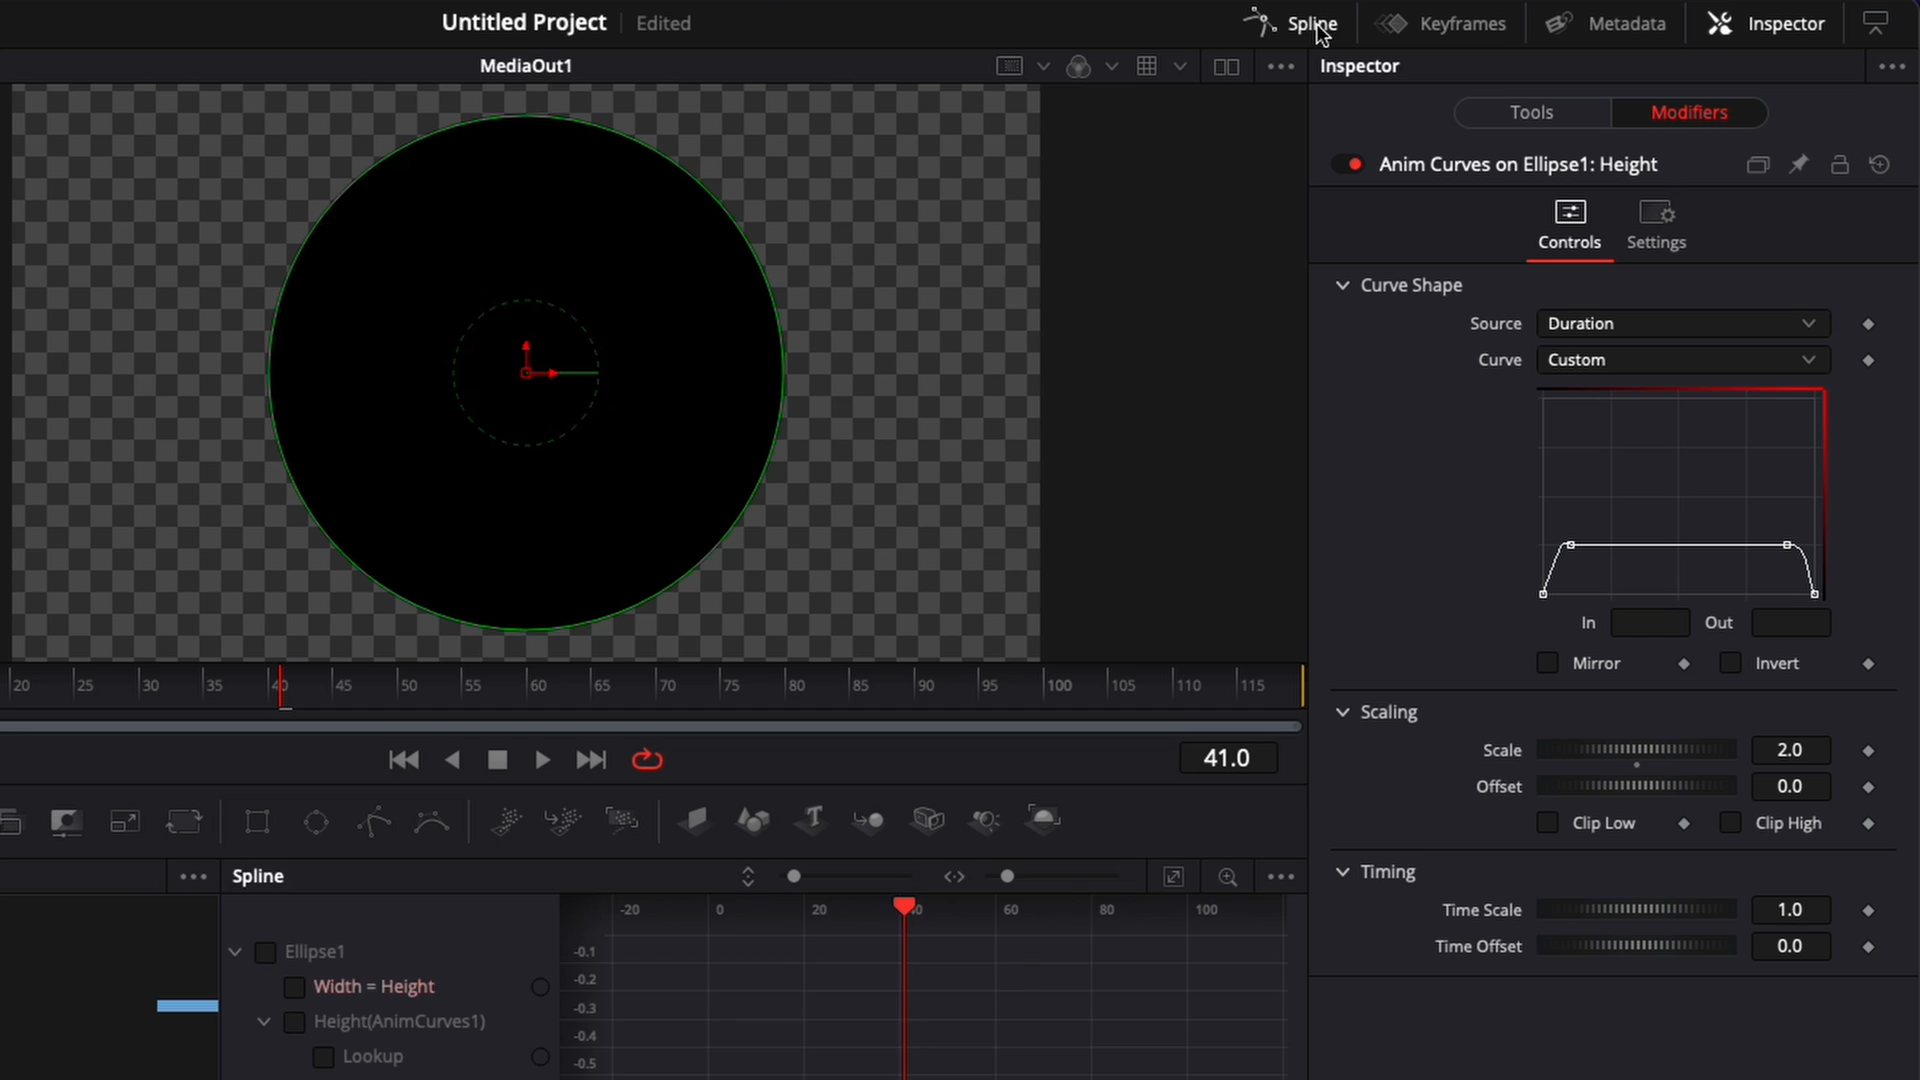 Untitled Project Edited Spline Keyframes Metadata Inspector
MediaOut1
Inspector
Tools Modifiers
Anim Curves on Ellipse1: Height
Controls Settings
Curve Shape
Source Duration
Curve Custom
In Out
Mirror Invert
Scaling
Scale 2.0
Offset 0.0
Clip Low Clip High
Timing
Time Scale 1.0
Time Offset 0.0
20 25 30 35 40 45 50 55 60 65 70 75 80 85 90 95 100 105 110 115
41.0
Spline
-20 0 20 40 60 80 100
Ellipse1
Width = Height
Height(AnimCurves1)
Lookup
-0.1
-0.2
-0.3
-0.4
-0.5